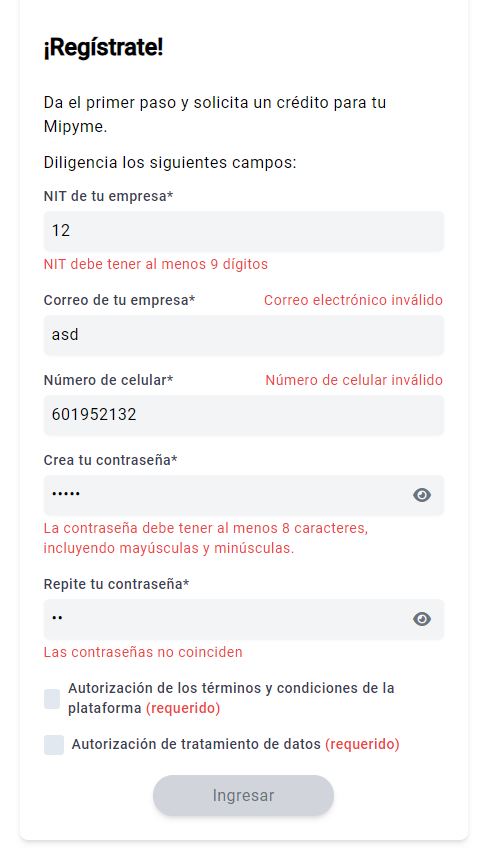 ¡Regístrate!
Da el primer paso y solicita un crédito para tu
Mipyme.
Diligencia los siguientes campos:
NIT de tu empresa*
12
NIT debe tener al menos 9 dígitos
Correo de tu empresa* Correo electrónico inválido
asd
Número de celular* Número de celular inválido
601952132
Crea tu contraseña*
•••••
La contraseña debe tener al menos 8 caracteres,
incluyendo mayúsculas y minúsculas.
Repite tu contraseña*
••
Las contraseñas no coinciden
Autorización de los términos y condiciones de la
plataforma (requerido)
Autorización de tratamiento de datos (requerido)
Ingresar